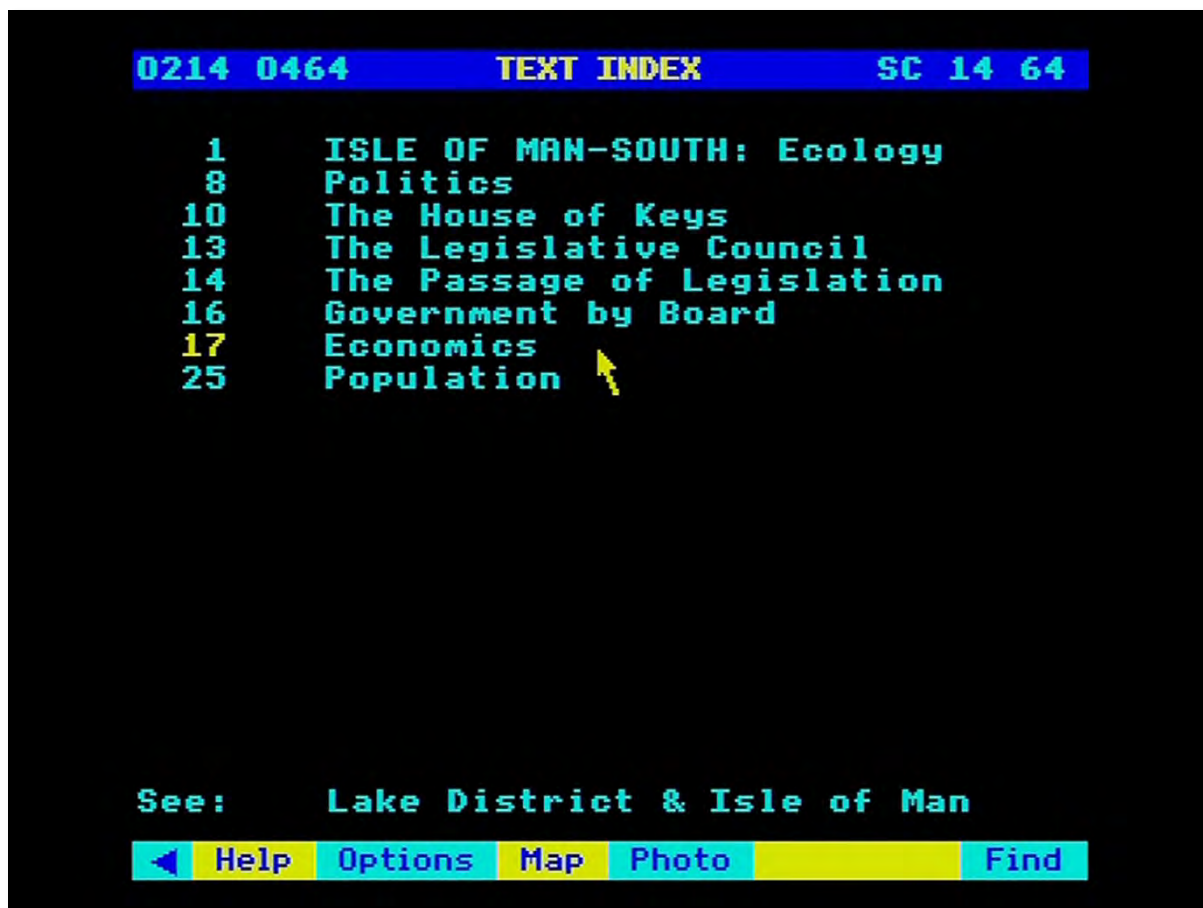 0214 0464 TEXT INDEX SC 14 64
1 ISLE OF MAN-SOUTH: Ecology
8 Politics
10 The House of Keys
13 The Legislative Council
14 The Passage of Legislation
16 Government by Board
17 Economics
25 Population
See: Lake District & Isle of Man
Help Options Map Photo Find